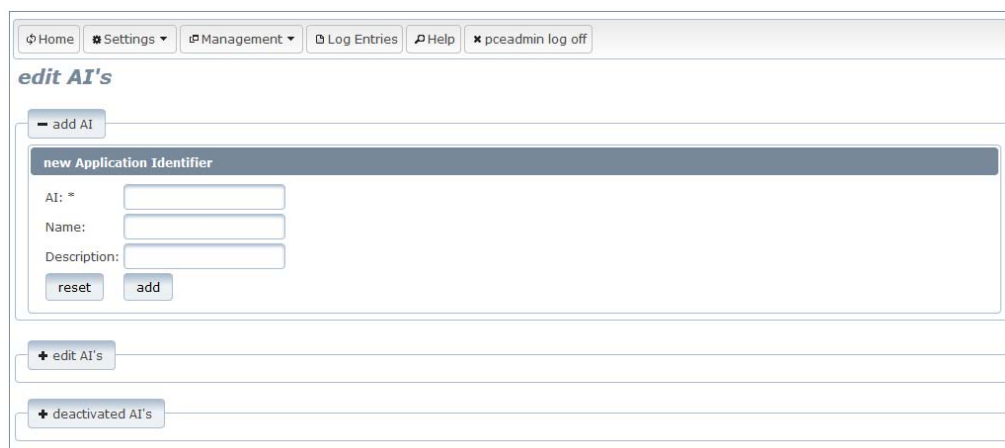 Home Settings Management Log Entries Help pceadmin log off
edit AI's
add AI
new Application Identifier
AI: *
Name:
Description:
reset add
edit AI's
deactivated AI's